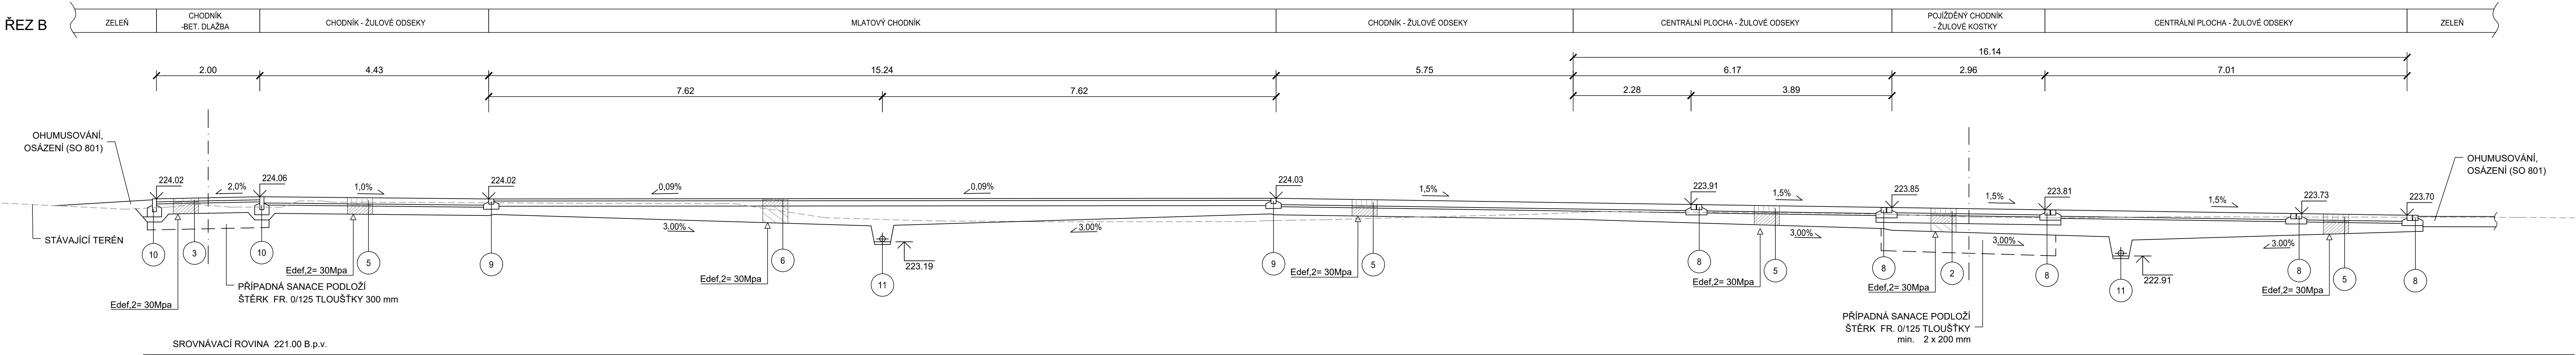 ŘEZ B
ZELEŇ
CHODNÍK
-BET. DLAŽBA
CHODNÍK - ŽULOVÉ ODSEKY
MLATOVÝ CHODNÍK
CHODNÍK - ŽULOVÉ ODSEKY
CENTRÁLNÍ PLOCHA - ŽULOVÉ ODSEKY
POJÍŽDĚNÝ CHODNÍK
- ŽULOVÉ KOSTKY
CENTRÁLNÍ PLOCHA - ŽULOVÉ ODSEKY
ZELEŇ
16.14
2.00
4.43
15.24
5.75
6.17
2.96
7.01
7.62
7.62
2.28
3.89
OHUMUSOVÁNÍ,
OSÁZENÍ (SO 801)
OHUMUSOVÁNÍ,
OSÁZENÍ (SO 801)
224.02
2,0%
224.06
1,0%
224.02
0,09%
0,09%
224.03
1,5%
223.91
1,5%
223.85
1,5%
223.81
1,5%
223.73
223.70
STÁVAJÍCÍ TERÉN
3,00%
3,00%
3,00%
3,00%
3,00%
10
3
10
5
9
6
11
223.19
9
5
8
5
8
2
8
11
222.91
8
5
8
Edef,2= 30Mpa
Edef,2= 30Mpa
Edef,2= 30Mpa
Edef,2= 30Mpa
Edef,2= 30Mpa
Edef,2= 30Mpa
Edef,2= 30Mpa
PŘÍPADNÁ SANACE PODLOŽÍ
ŠTĚRK FR. 0/125 TLOUŠŤKY 300 mm
PŘÍPADNÁ SANACE PODLOŽÍ
ŠTĚRK FR. 0/125 TLOUŠŤKY
min. 2 x 200 mm
SROVNÁVACÍ ROVINA 221.00 B.p.v.